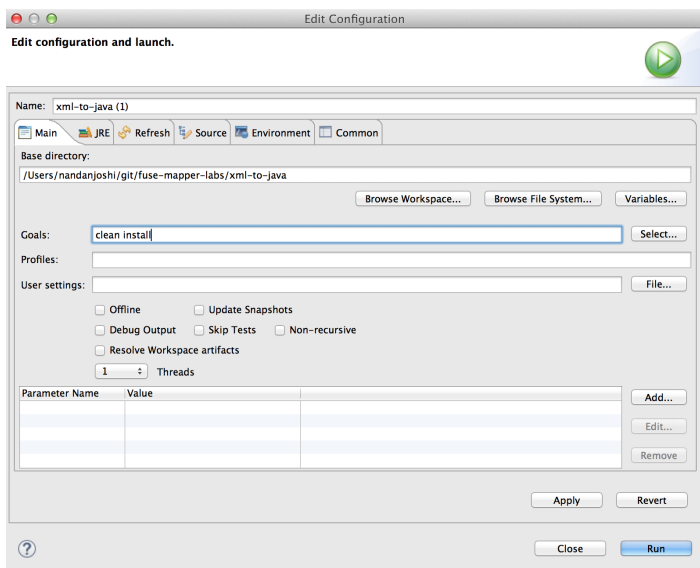 Edit Configuration
Edit configuration and launch.
Name: xml-to-java (1)
Main JRE Refresh Source Environment Common
Base directory:
/Users/nandanjoshi/git/fuse-mapper-labs/xml-to-java
Browse Workspace... Browse File System... Variables...
Goals: clean install Select...
Profiles:
User settings: File...
Offline Update Snapshots
Debug Output Skip Tests Non-recursive
Resolve Workspace artifacts
1 Threads
Parameter Name Value Add...
Edit...
Remove
Apply Revert
? Close Run